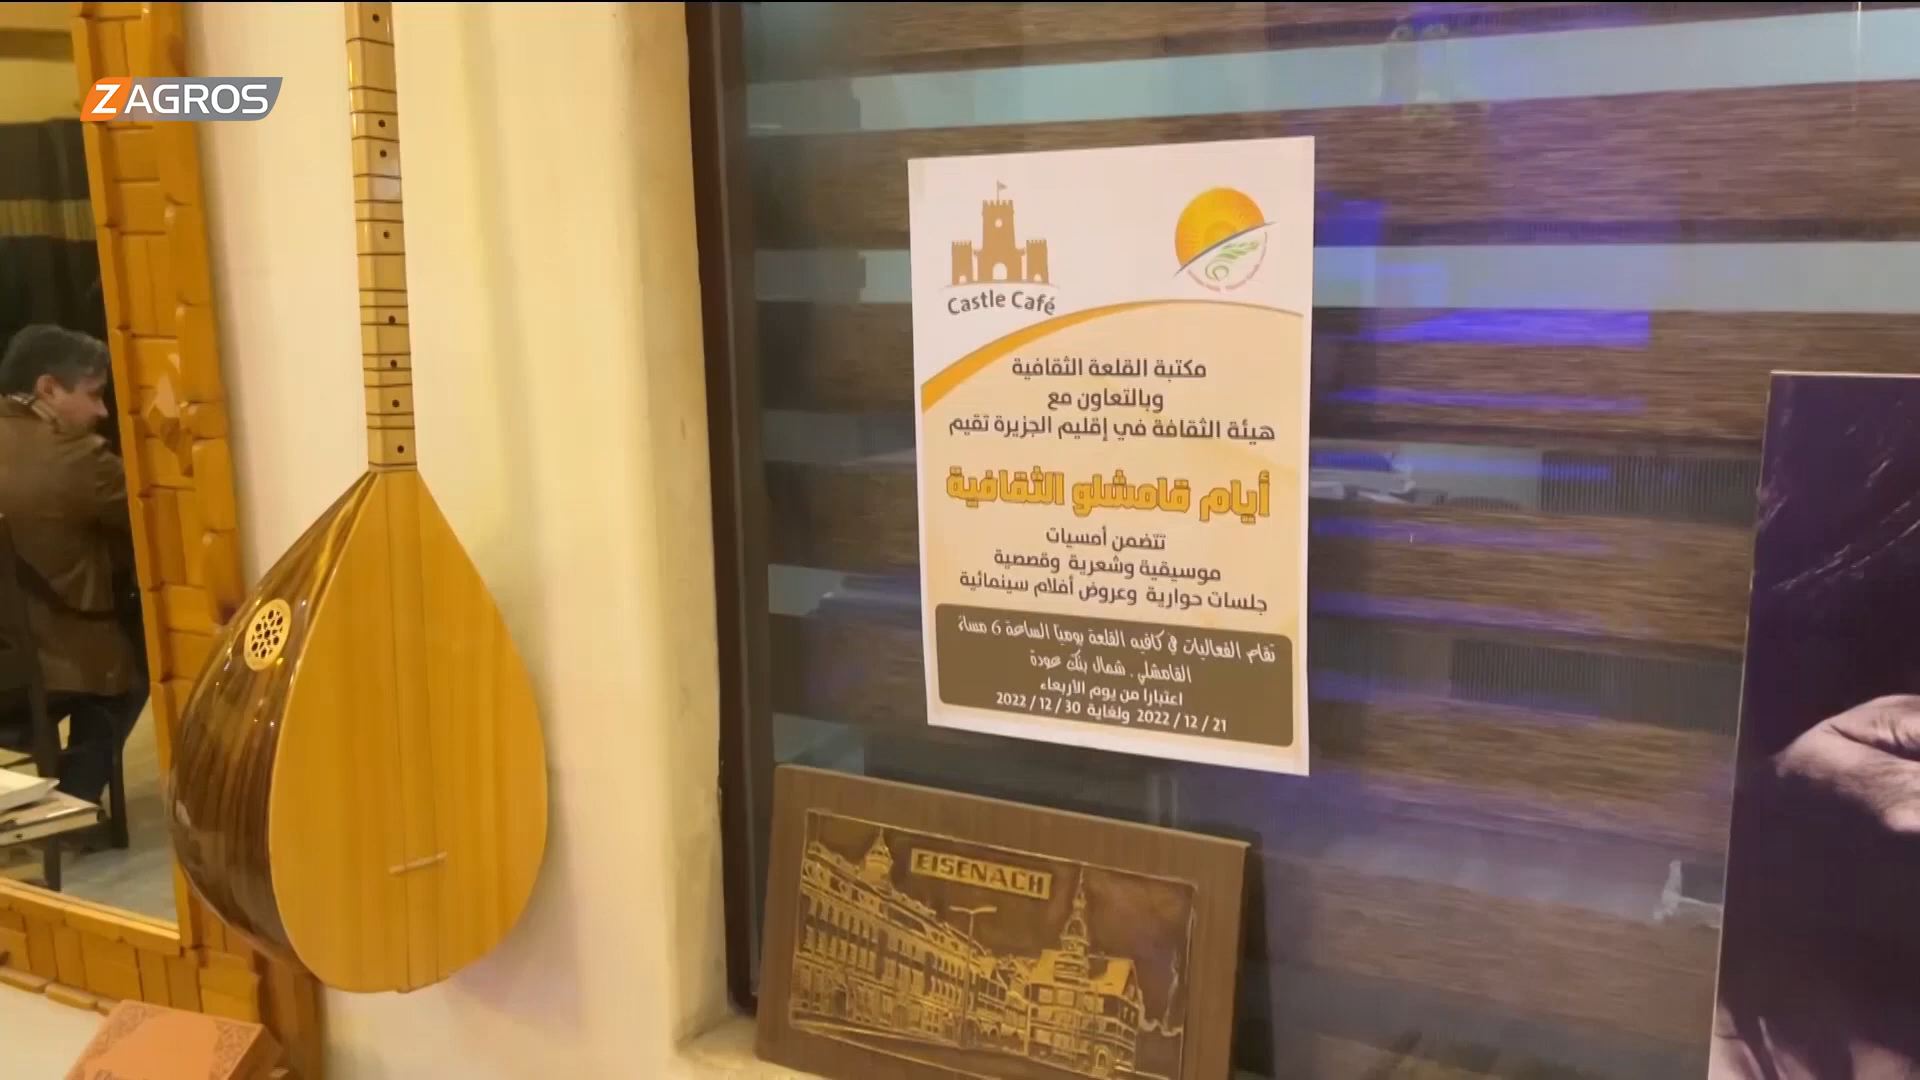 ZAGROS
Castle Café
مكتبة القلعة الثقافية
وبالتعاون مع
هيئة الثقافة في إقليم الجزيرة تقيم
أيام قامشلو الثقافية
تتضمن أمسيات
موسيقية وشعرية وقصصية
جلسات حوارية وعروض أفلام سينمائية
تقام الفعاليات في كافيه القلعة يومياً الساعة 6 مساءً
القامشلي . شمال بنك عودة
اعتبارا من يوم الأربعاء
21 / 12 / 2022 ولغاية 30 / 12 / 2022
EISENACH